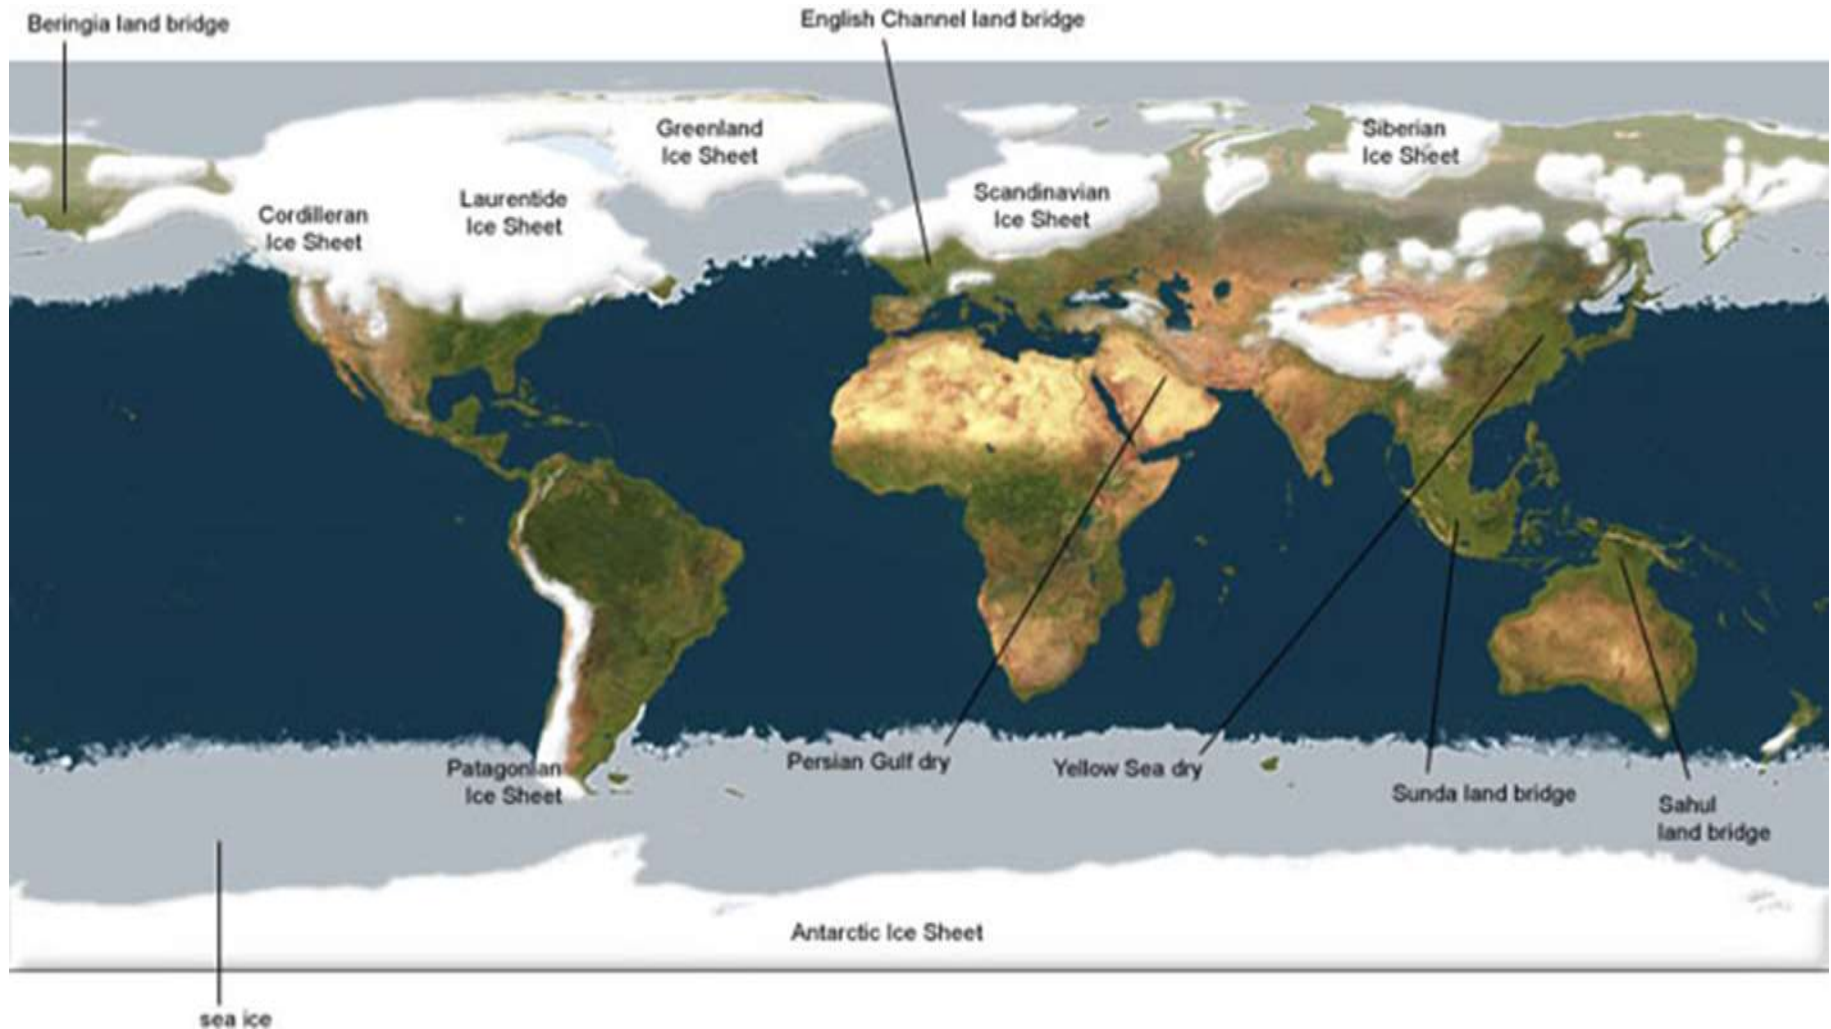 Beringia land bridge
English Channel land bridge
Greenland
Ice Sheet
Siberian
Ice Sheet
Laurentide
Ice Sheet
Scandinavian
Ice Sheet
Cordilleran
Ice Sheet
Patagonian
Ice Sheet
Persian Gulf dry
Yellow Sea dry
Sunda land bridge
Sahul
land bridge
Antarctic Ice Sheet
sea ice